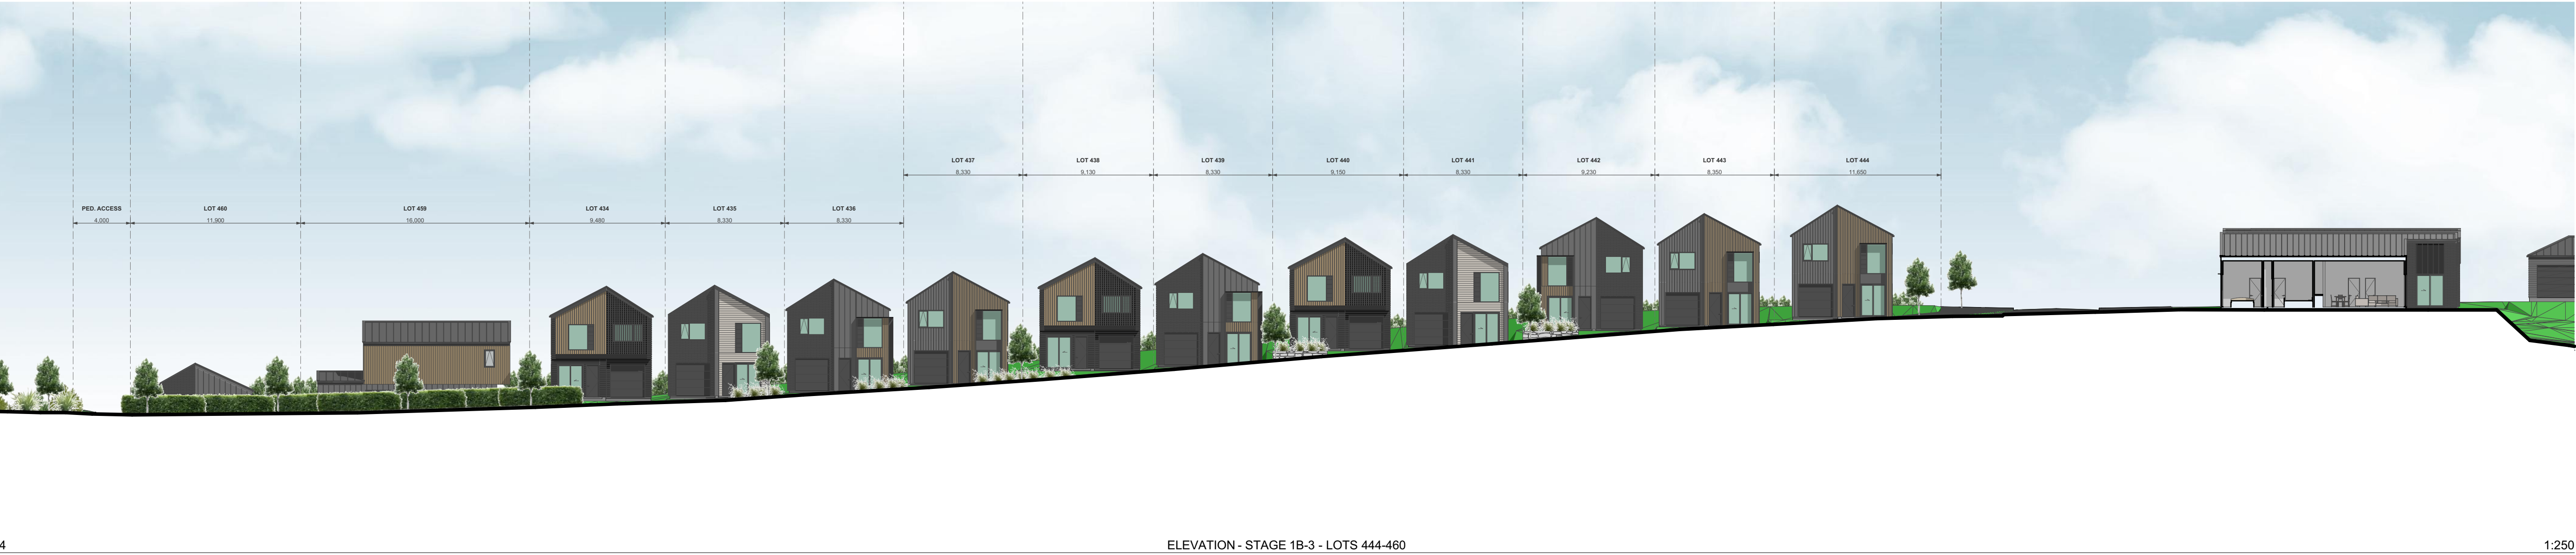 LOT 437 LOT 438 LOT 439 LOT 440 LOT 441 LOT 442 LOT 443 LOT 444
8,330 9,130 8,330 9,150 8,330 9,230 8,350 11,650
PED. ACCESS LOT 460 LOT 459 LOT 434 LOT 435 LOT 436
4,000 11,900 16,000 9,480 8,330 8,330
4 ELEVATION - STAGE 1B-3 - LOTS 444-460 1:250